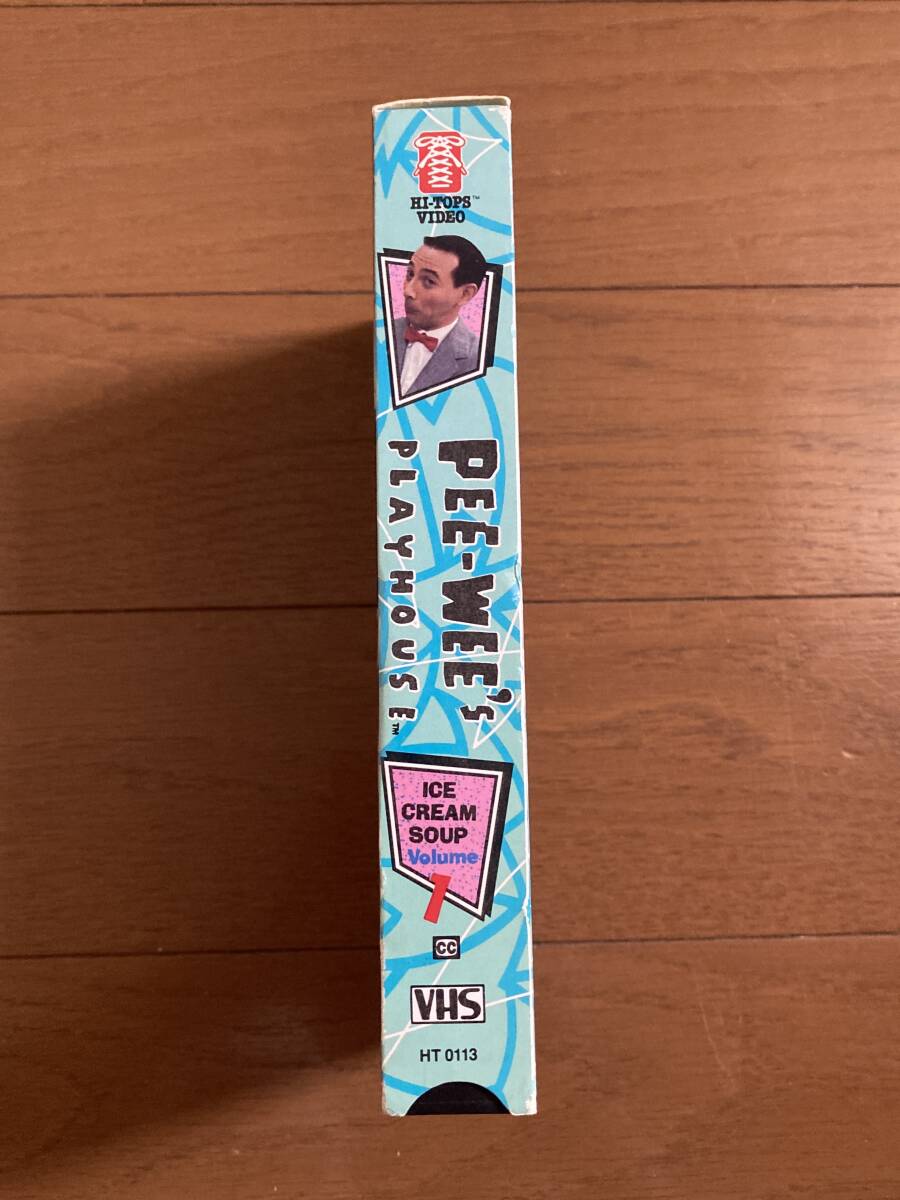 HI-TOPS™
VIDEO
PEE-WEE's
PLAYHOUSE™
ICE
CREAM
SOUP
Volume
1
CC
VHS
HT 0113